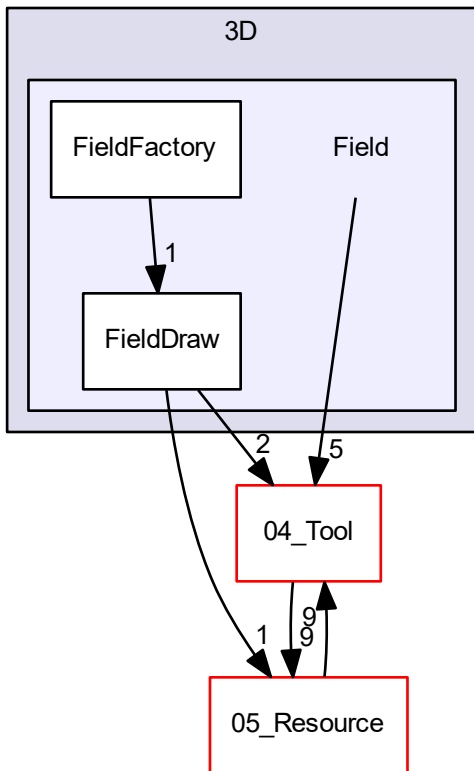 3D
FieldFactory
Field
1
FieldDraw
2
5
04_Tool
1
9
9
05_Resource